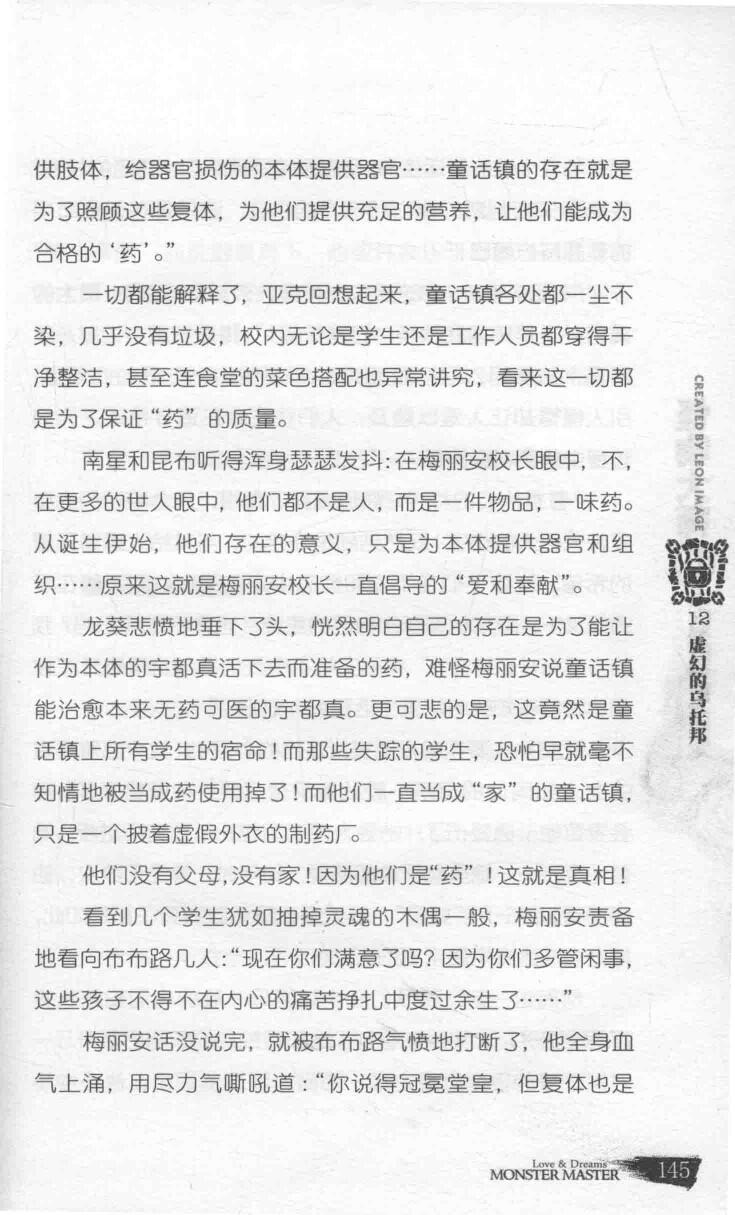 供肢体，给器官损伤的本体提供器官……童话镇的存在就是
为了照顾这些复体，为他们提供充足的营养，让他们能成为
合格的‘药’。”
一切都能解释了，亚克回想起来，童话镇各处都一尘不
染，几乎没有垃圾，校内无论是学生还是工作人员都穿得干
净整洁，甚至连食堂的菜色搭配也异常讲究，看来这一切都
是为了保证“药”的质量。
南星和昆布听得浑身瑟瑟发抖：在梅丽安校长眼中，不，
在更多的世人眼中，他们都不是人，而是一件物品，一味药。
从诞生伊始，他们存在的意义，只是为本体提供器官和组
织……原来这就是梅丽安校长一直倡导的“爱和奉献”。
龙葵悲愤地垂下了头，恍然明白自己的存在是为了能让
作为本体的宇都真活下去而准备的药，难怪梅丽安说童话镇
能治愈本来无药可医的宇都真。更可悲的是，这竟然是童
话镇上所有学生的宿命！而那些失踪的学生，恐怕早就毫不
知情地被当成药使用掉了！而他们一直当成“家”的童话镇，
只是一个披着虚假外衣的制药厂。
他们没有父母，没有家！因为他们是“药”！这就是真相！
看到几个学生犹如抽掉灵魂的木偶一般，梅丽安责备
地看向布布路几人：“现在你们满意了吗？因为你们多管闲事，
这些孩子不得不在内心的痛苦挣扎中度过余生了……”
梅丽安话没说完，就被布布路气愤地打断了，他全身血
气上涌，用尽力气嘶吼道：“你说得冠冕堂皇，但复体也是
CREATED BY LEON IMAGE
12
虚幻的乌托邦
Love & Dreams
MONSTER MASTER
145